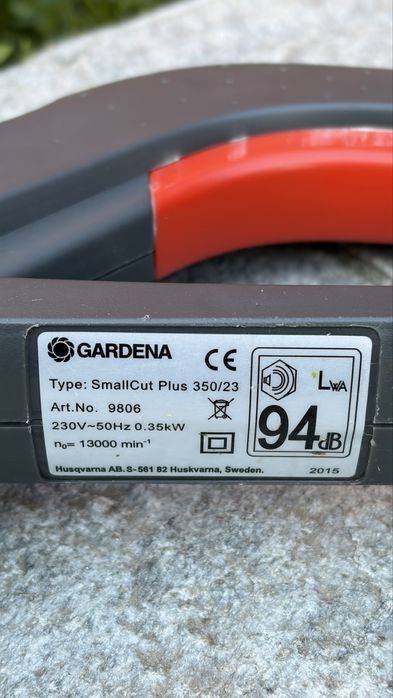 GARDENA
CE
Type: SmallCut Plus 350/23
Art.No. 9806
230V~50Hz 0.35kW
n₀= 13000 min⁻¹
LWA
94dB
Husqvarna AB.S-561 82 Huskvarna, Sweden.
2015